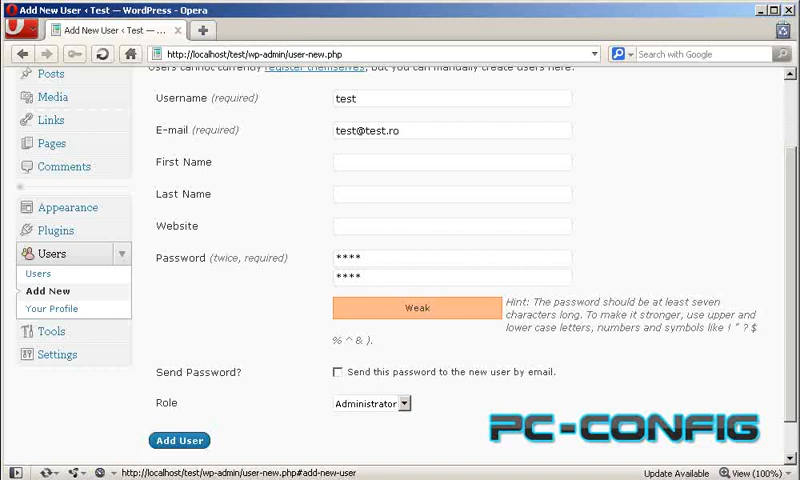 Add New User ‹ Test — WordPress - Opera
Add New User ‹ Test — ...
http://localhost/test/wp-admin/user-new.php
Search with Google
Users cannot currently register themselves, but you can manually create users here.
Posts
Media
Links
Pages
Comments
Appearance
Plugins
Users
Users
Add New
Your Profile
Tools
Settings
Username (required)
test
E-mail (required)
test@test.ro
First Name
Last Name
Website
Password (twice, required)
****
****
Weak
Hint: The password should be at least seven
characters long. To make it stronger, use upper and
lower case letters, numbers and symbols like ! " ? $
% ^ & ).
Send Password?
Send this password to the new user by email.
Role
Administrator
Add User
PC-CONFIG
http://localhost/test/wp-admin/user-new.php#add-new-user
Update Available
View (100%)